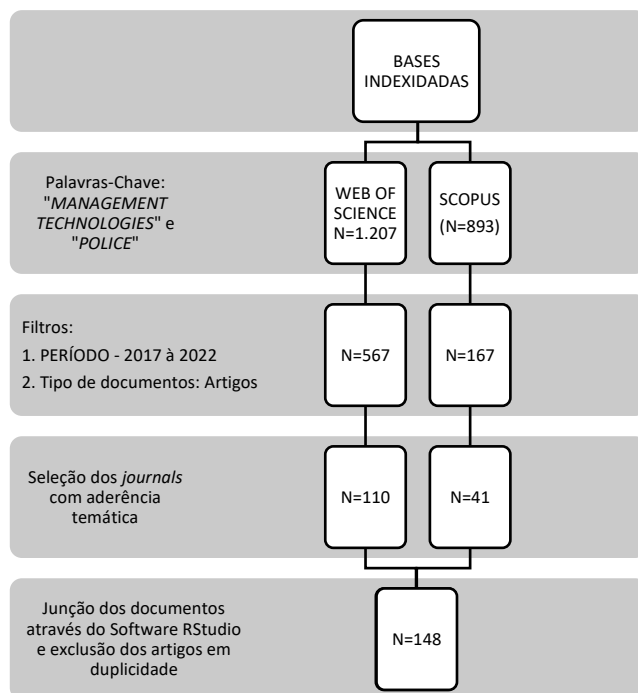 BASES
INDEXIDADAS
Palavras-Chave:
"MANAGEMENT
TECHNOLOGIES" e
"POLICE"
WEB OF
SCIENCE
N=1.207
SCOPUS
(N=893)
Filtros:
1. PERÍODO - 2017 à 2022
2. Tipo de documentos: Artigos
N=567
N=167
Seleção dos journals
com aderência
temática
N=110
N=41
Junção dos documentos
através do Software RStudio
e exclusão dos artigos em
duplicidade
N=148